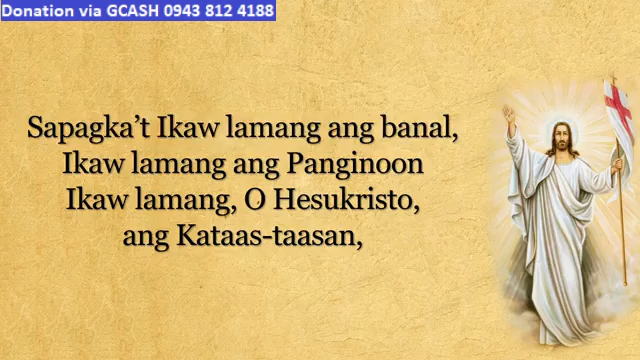 Donation via GCASH 0943 812 4188
Sapagka’t Ikaw lamang ang banal,
Ikaw lamang ang Panginoon
Ikaw lamang, O Hesukristo,
ang Kataas-taasan,